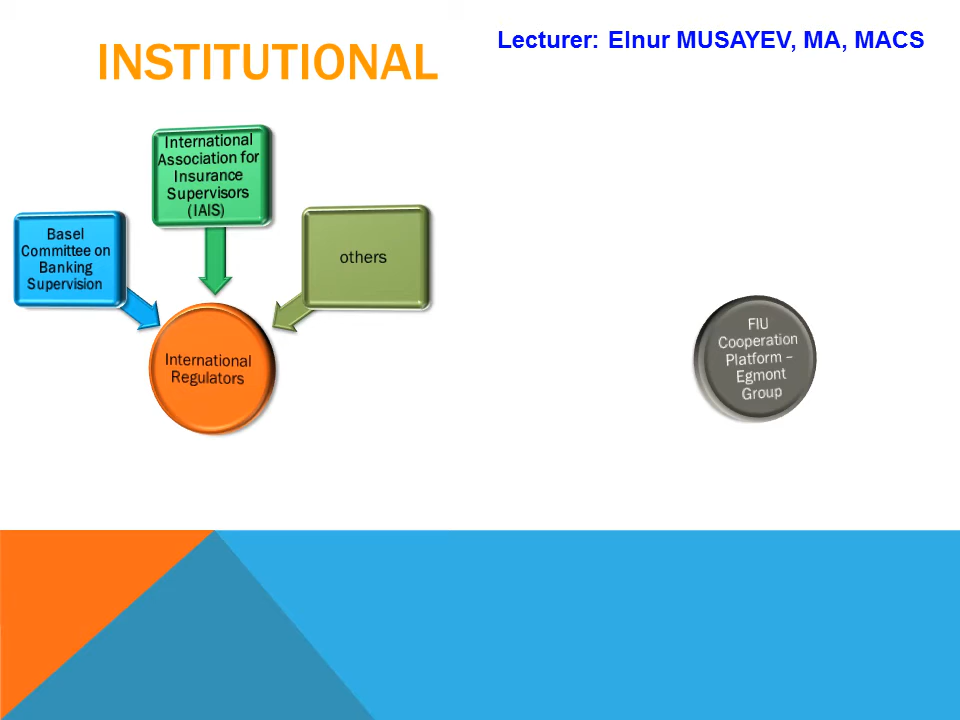 INSTITUTIONAL
Lecturer: Elnur MUSAYEV, MA, MACS
International
Association for
Insurance
Supervisors
(IAIS)
Basel
Committee on
Banking
Supervision
others
International
Regulators
FIU
Cooperation
Platform –
Egmont
Group